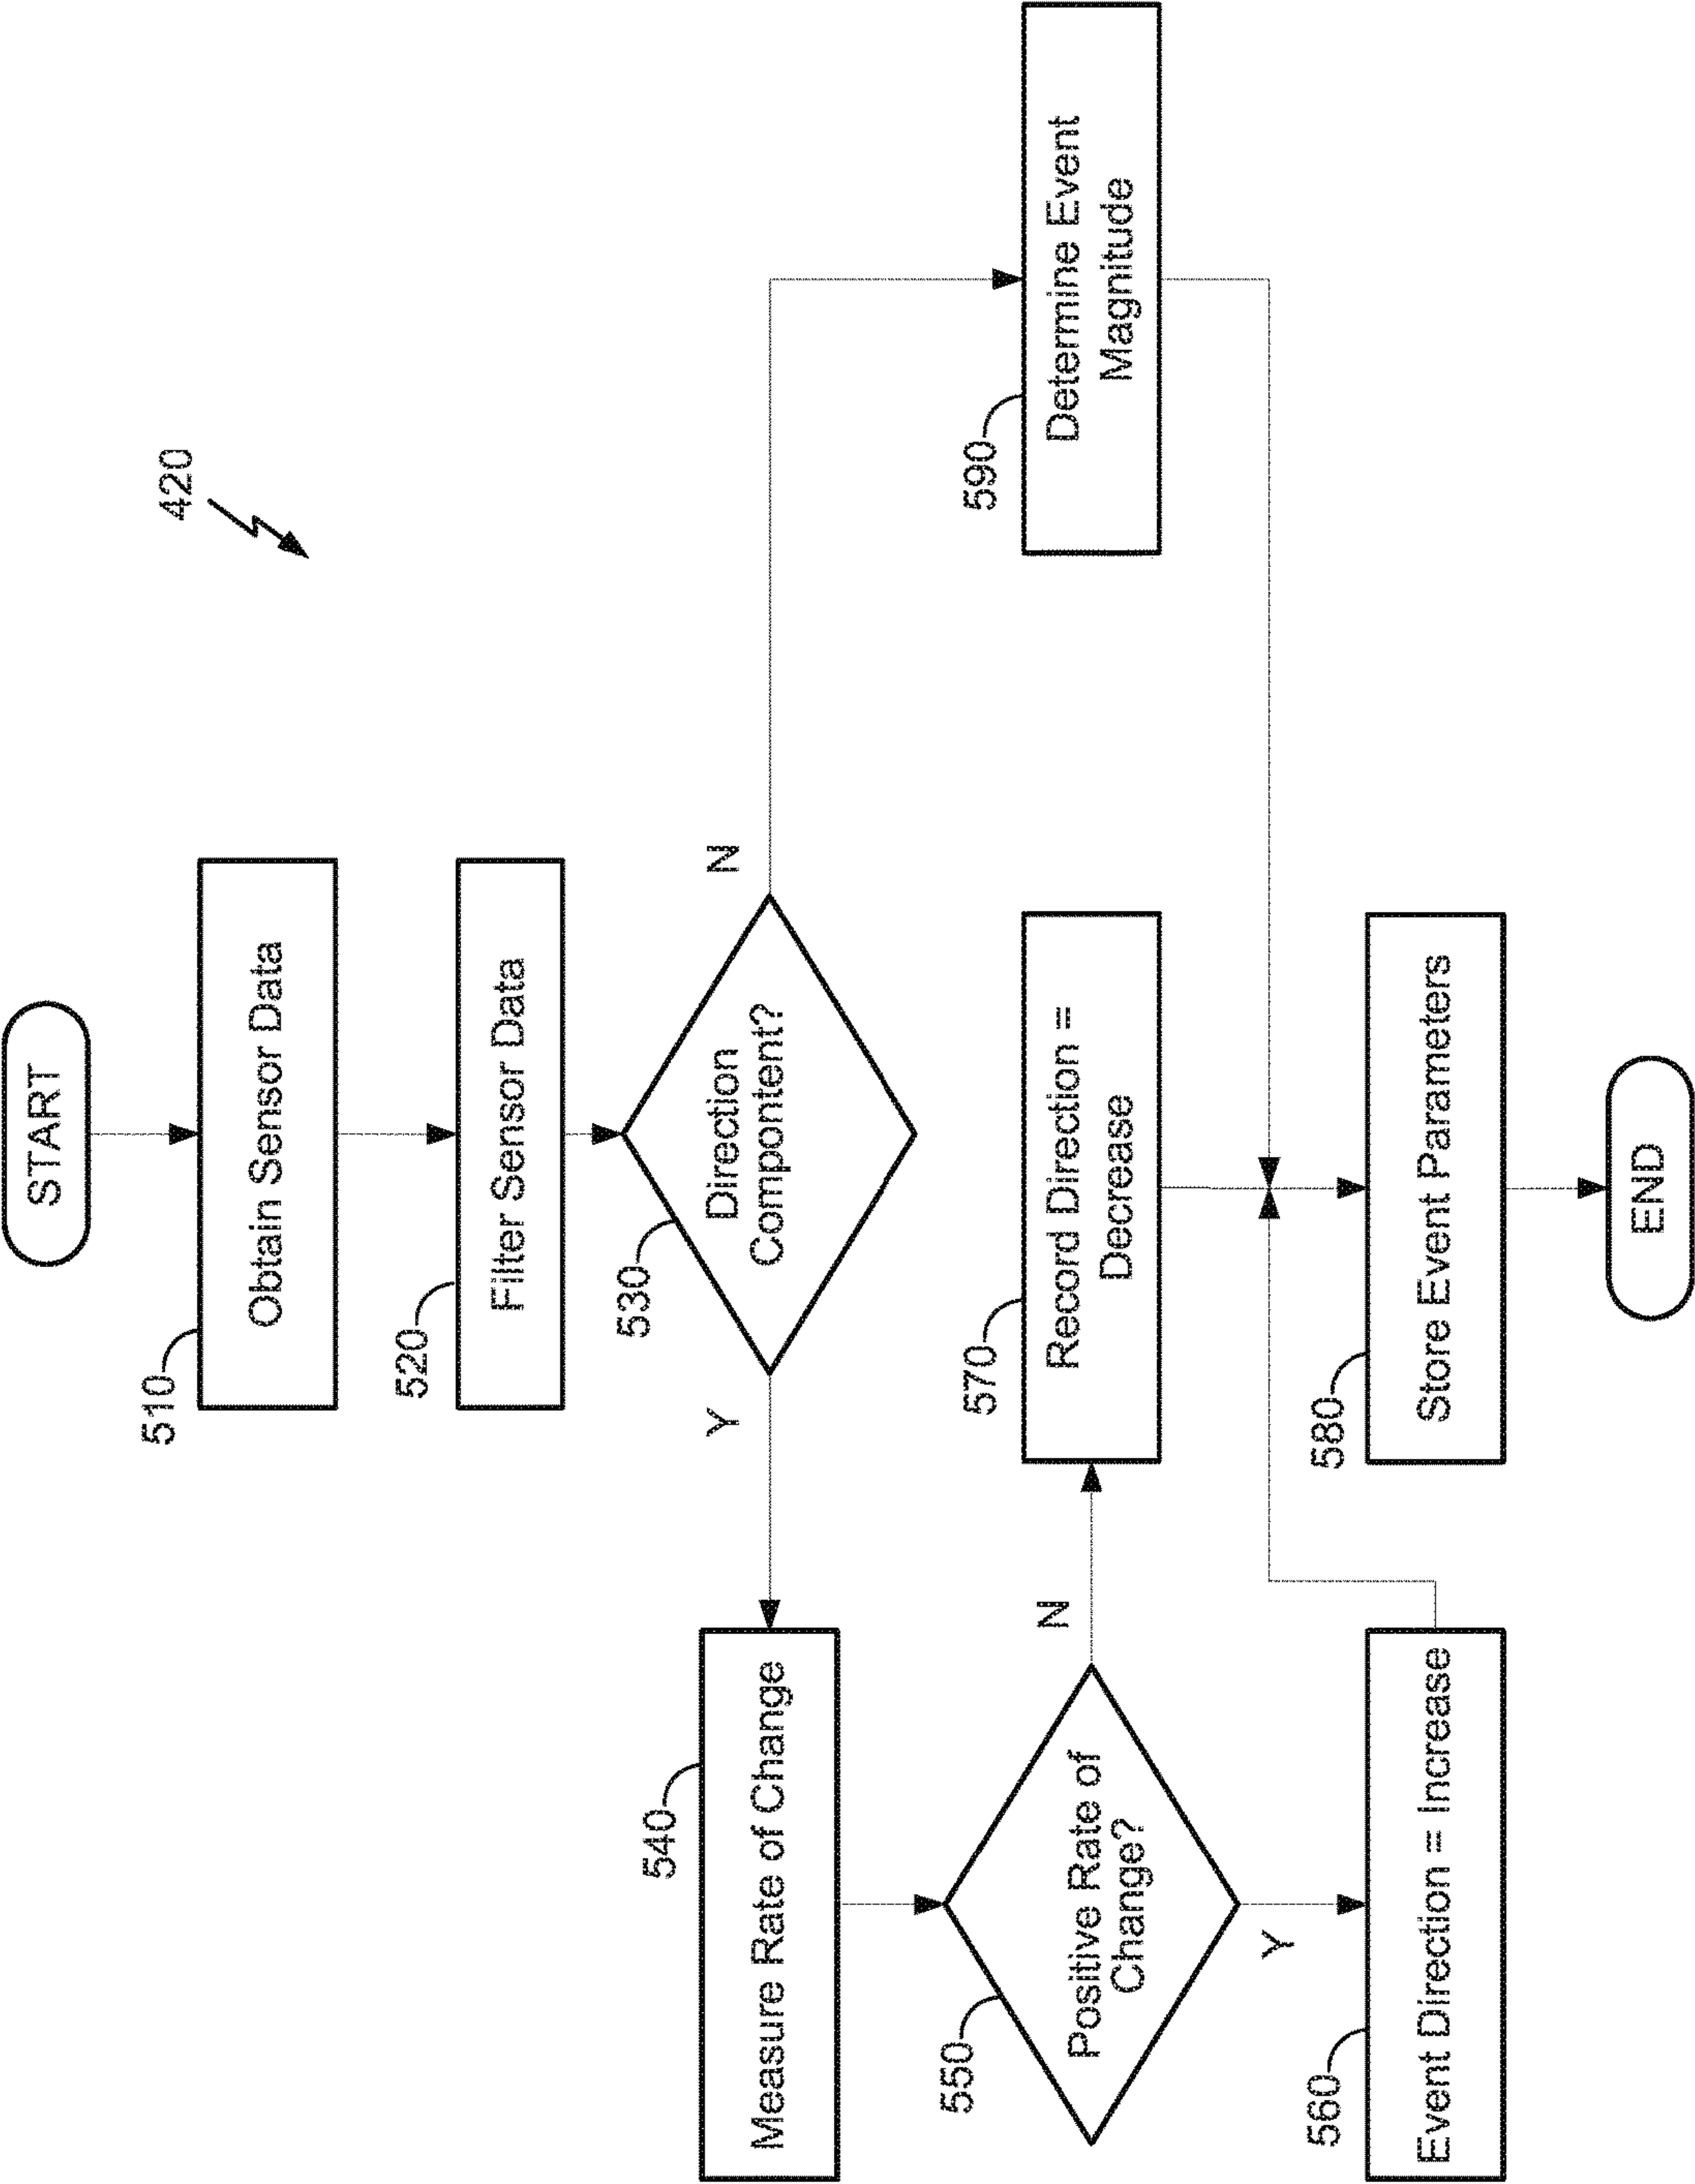 420
START
510
Obtain Sensor Data
520
Filter Sensor Data
530
Direction
Compontent?
Y
N
540
Measure Rate of Change
550
Positive Rate of
Change?
N
Y
570
Record Direction =
Decrease
590
Determine Event
Magnitude
560
Event Direction = Increase
580
Store Event Parameters
END